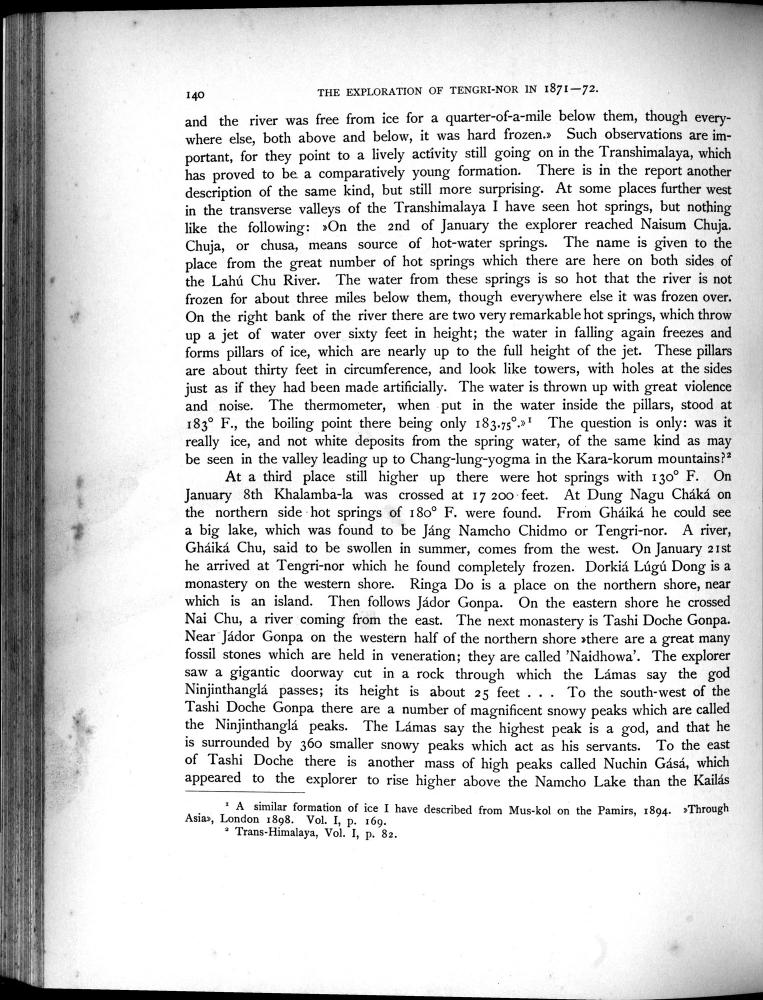 140
THE EXPLORATION OF TENGRI-NOR IN 1871—72.
and the river was free from ice for a quarter-of-a-mile below them, though every-
where else, both above and below, it was hard frozen.» Such observations are im-
portant, for they point to a lively activity still going on in the Transhimalaya, which
has proved to be a comparatively young formation. There is in the report another
description of the same kind, but still more surprising. At some places further west
in the transverse valleys of the Transhimalaya I have seen hot springs, but nothing
like the following: »On the 2nd of January the explorer reached Naisum Chuja.
Chuja, or chusa, means source of hot-water springs. The name is given to the
place from the great number of hot springs which there are here on both sides of
the Lahú Chu River. The water from these springs is so hot that the river is not
frozen for about three miles below them, though everywhere else it was frozen over.
On the right bank of the river there are two very remarkable hot springs, which throw
up a jet of water over sixty feet in height; the water in falling again freezes and
forms pillars of ice, which are nearly up to the full height of the jet. These pillars
are about thirty feet in circumference, and look like towers, with holes at the sides
just as if they had been made artificially. The water is thrown up with great violence
and noise. The thermometer, when put in the water inside the pillars, stood at
183° F., the boiling point there being only 183.75°.»¹ The question is only: was it
really ice, and not white deposits from the spring water, of the same kind as may
be seen in the valley leading up to Chang-lung-yogma in the Kara-korum mountains?²
At a third place still higher up there were hot springs with 130° F. On
January 8th Khalamba-la was crossed at 17 200 feet. At Dung Nagu Cháká on
the northern side hot springs of 180° F. were found. From Gháiká he could see
a big lake, which was found to be Jáng Namcho Chidmo or Tengri-nor. A river,
Gháiká Chu, said to be swollen in summer, comes from the west. On January 21st
he arrived at Tengri-nor which he found completely frozen. Dorkiá Lúgú Dong is a
monastery on the western shore. Ringa Do is a place on the northern shore, near
which is an island. Then follows Jádor Gonpa. On the eastern shore he crossed
Nai Chu, a river coming from the east. The next monastery is Tashi Doche Gonpa.
Near Jádor Gonpa on the western half of the northern shore »there are a great many
fossil stones which are held in veneration; they are called 'Naidhowa'. The explorer
saw a gigantic doorway cut in a rock through which the Lámas say the god
Ninjinthanglá passes; its height is about 25 feet . . . To the south-west of the
Tashi Doche Gonpa there are a number of magnificent snowy peaks which are called
the Ninjinthanglá peaks. The Lámas say the highest peak is a god, and that he
is surrounded by 360 smaller snowy peaks which act as his servants. To the east
of Tashi Doche there is another mass of high peaks called Nuchin Gásá, which
appeared to the explorer to rise higher above the Namcho Lake than the Kailás
¹ A similar formation of ice I have described from Mus-kol on the Pamirs, 1894. »Through
Asia», London 1898. Vol. I, p. 169.
² Trans-Himalaya, Vol. I, p. 82.